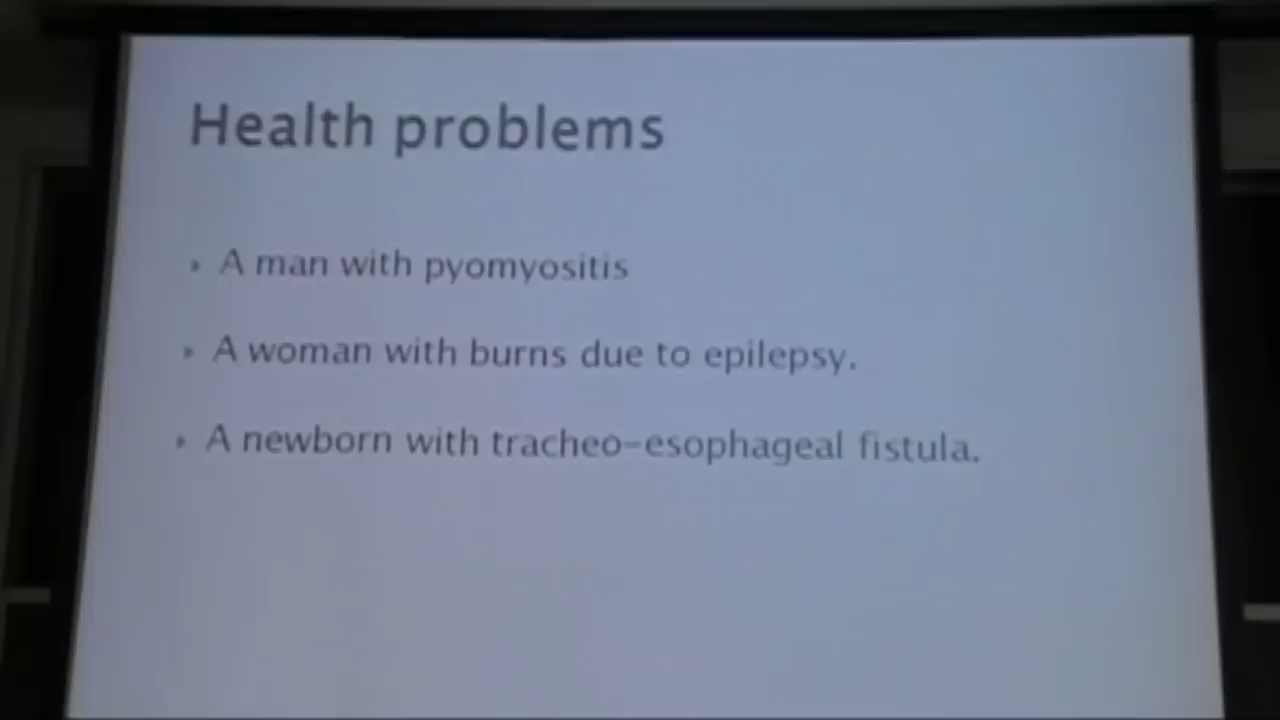 Health problems
A man with pyomyositis
A woman with burns due to epilepsy.
A newborn with tracheo-esophageal fistula.